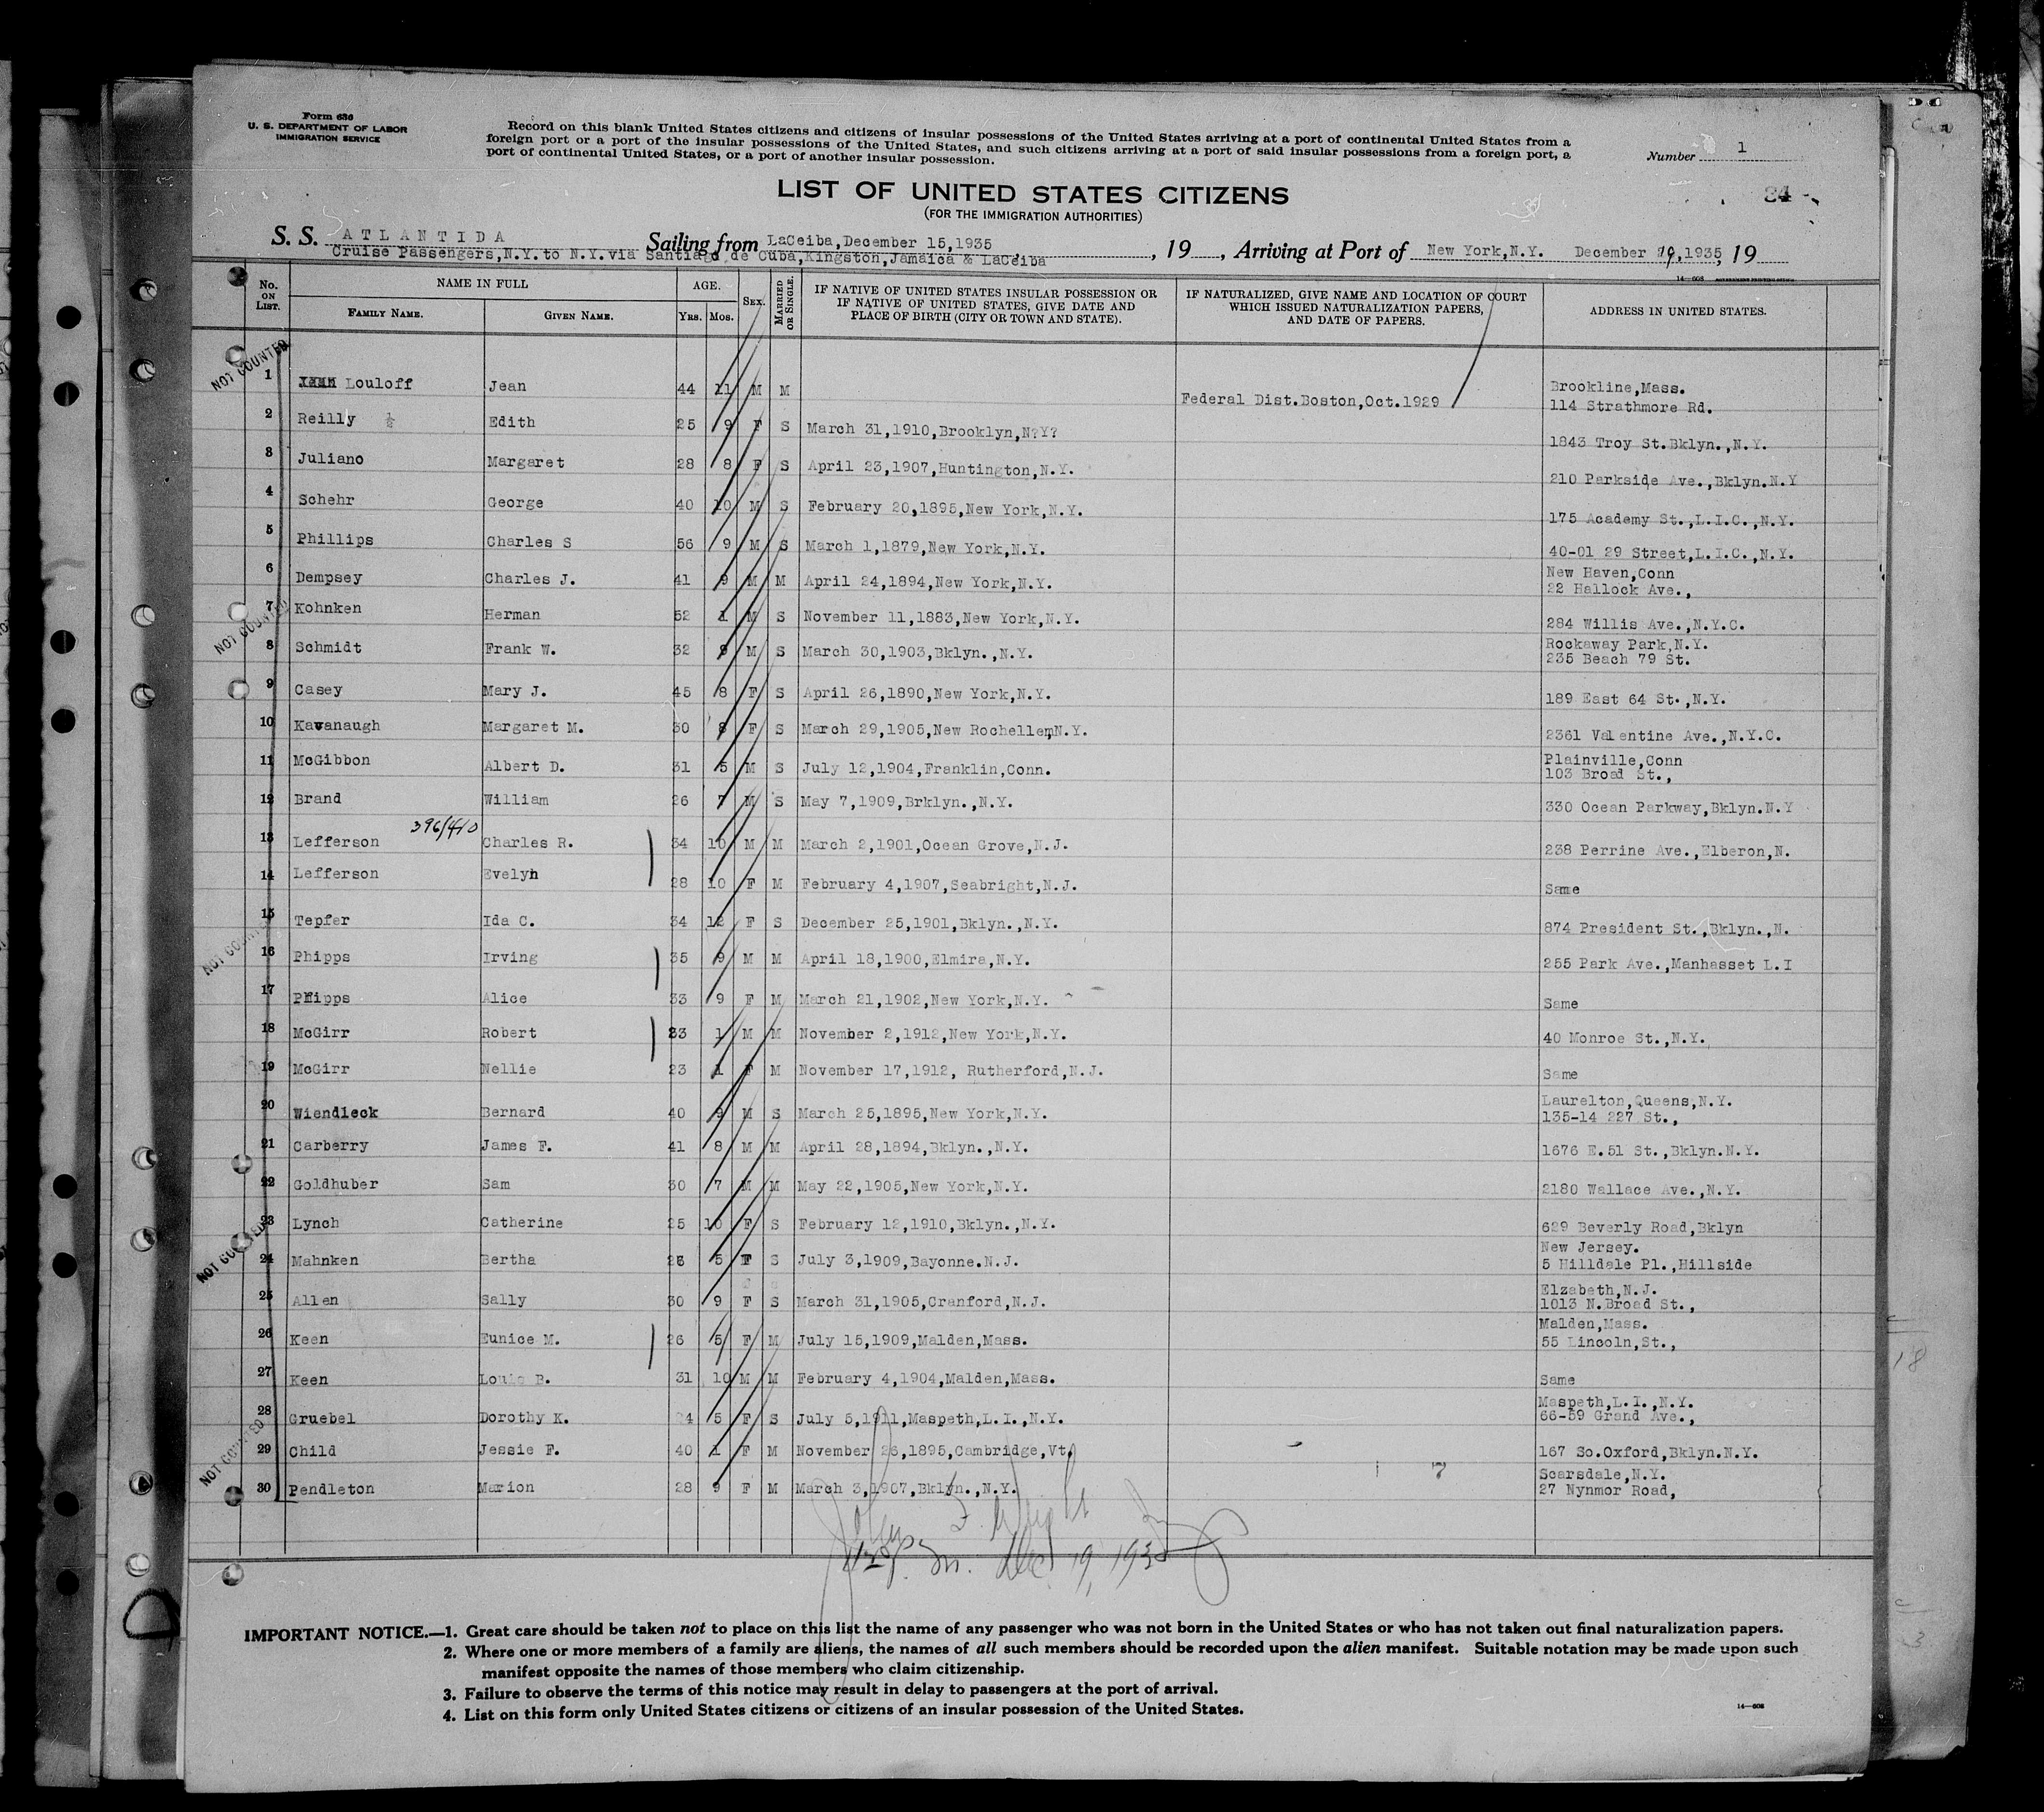 Form 636
U. S. DEPARTMENT OF LABOR
IMMIGRATION SERVICE
Record on this blank United States citizens and citizens of insular possessions of the United States arriving at a port of continental United States from a
foreign port or a port of the insular possessions of the United States, and such citizens arriving at a port of said insular possessions from a foreign port, a
port of continental United States, or a port of another insular possession.
Number 1
84
LIST OF UNITED STATES CITIZENS
(FOR THE IMMIGRATION AUTHORITIES)
S. S. ATLANTIDA Sailing from LaCeiba,December 15,1935 , 19 , Arriving at Port of New York,N.Y. December 19,1935, 19
Cruise Passengers,N.Y.to N.Y.via Santiago de Cuba,Kingston,Jamaica & LaCeiba
14-608
No. ON LIST. NAME IN FULL AGE. SEX. MARRIED OR SINGLE. IF NATIVE OF UNITED STATES INSULAR POSSESSION OR IF NATIVE OF UNITED STATES, GIVE DATE AND PLACE OF BIRTH (CITY OR TOWN AND STATE). IF NATURALIZED, GIVE NAME AND LOCATION OF COURT WHICH ISSUED NATURALIZATION PAPERS, AND DATE OF PAPERS. ADDRESS IN UNITED STATES.
FAMILY NAME. GIVEN NAME. YRS. MOS.
NOT COUNTED
1 Louloff Jean 44 11 M M Federal Dist.Boston,Oct.1929 Brookline,Mass.
114 Strathmore Rd.
2 Reilly Edith 25 9 F S March 31,1910,Brooklyn,N?Y? 1843 Troy St.Bklyn.,N.Y.
3 Juliano Margaret 28 8 F S April 23,1907,Huntington,N.Y. 210 Parkside Ave.,Bklyn.N.Y
4 Schehr George 40 10 M S February 20,1895,New York,N.Y. 175 Academy St.,L.I.C.,N.Y.
5 Phillips Charles S 56 9 M S March 1,1879,New York,N.Y. 40-01 29 Street,L.I.C.,N.Y.
6 Dempsey Charles J. 41 9 M M April 24,1894,New York,N.Y. New Haven,Conn
22 Hallock Ave.,
NOT COUNTED
7 Kohnken Herman 52 1 M S November 11,1883,New York,N.Y. 284 Willis Ave.,N.Y.C.
8 Schmidt Frank W. 32 9 M S March 30,1903,Bklyn.,N.Y. Rockaway Park,N.Y.
235 Beach 79 St.
9 Casey Mary J. 45 8 F S April 26,1890,New York,N.Y. 189 East 64 St.,N.Y.
10 Kavanaugh Margaret M. 30 8 F S March 29,1905,New Rochellem,N.Y. 2361 Valentine Ave.,N.Y.C.
11 McGibbon Albert D. 31 5 M S July 12,1904,Franklin,Conn. Plainville,Conn
103 Broad St.,
12 Brand William 26 7 M S May 7,1909,Brklyn.,N.Y. 330 Ocean Parkway,Bklyn.N.Y
396/410
13 Lefferson Charles R. 34 10 M M March 2,1901,Ocean Grove,N.J. 238 Perrine Ave.,Elberon,N.
14 Lefferson Evelyn 28 10 F M February 4,1907,Seabright,N.J. Same
15 Tepfer Ida C. 34 12 F S December 25,1901,Bklyn.,N.Y. 874 President St.,Bklyn.,N.
NOT COUNTED
16 Phipps Irving 35 9 M M April 18,1900,Elmira,N.Y. 255 Park Ave.,Manhasset L.I
17 Phipps Alice 33 9 F M March 21,1902,New York,N.Y. Same
18 McGirr Robert 23 1 M M November 2,1912,New York,N.Y. 40 Monroe St.,N.Y.
19 McGirr Nellie 23 1 F M November 17,1912, Rutherford,N.J. Same
20 Wiendieck Bernard 40 9 M S March 25,1895,New York,N.Y. Laurelton,Queens,N.Y.
135-14 227 St.,
21 Carberry James F. 41 8 M M April 28,1894,Bklyn.,N.Y. 1676 E.51 St.,Bklyn.N.Y.
22 Goldhuber Sam 30 7 M M May 22,1905,New York,N.Y. 2180 Wallace Ave.,N.Y.
23 Lynch Catherine 25 10 F S February 12,1910,Bklyn.,N.Y. 629 Beverly Road,Bklyn
NOT COUNTED
24 Mahnken Bertha 26 5 F S July 3,1909,Bayonne.N.J. New Jersey.
5 Hilldale Pl.,Hillside
25 Allen Sally 30 9 F S March 31,1905,Cranford,N.J. Elzabeth,N.J.
1013 N.Broad St.,
26 Keen Eunice M. 26 5 F M July 15,1909,Malden,Mass. Malden,Mass.
55 Lincoln,St.,
27 Keen Louis B. 31 10 M M February 4,1904,Malden,Mass. Same
28 Gruebel Dorothy K. 24 5 F S July 5,1911,Maspeth,L.I.,N.Y. Maspeth,L.I.,N.Y.
66-59 Grand Ave.,
NOT COUNTED
29 Child Jessie F. 40 1 F M November 26,1895,Cambridge,Vt. 167 So.Oxford,Bklyn.N.Y.
30 Pendleton Marion 28 9 F M March 3,1907,Bklyn.,N.Y. Scarsdale,N.Y.
27 Nynmor Road,
7
Dec 19, 1935
IMPORTANT NOTICE.—1. Great care should be taken not to place on this list the name of any passenger who was not born in the United States or who has not taken out final naturalization papers.
2. Where one or more members of a family are aliens, the names of all such members should be recorded upon the alien manifest. Suitable notation may be made upon such
manifest opposite the names of those members who claim citizenship.
3. Failure to observe the terms of this notice may result in delay to passengers at the port of arrival.
4. List on this form only United States citizens or citizens of an insular possession of the United States.
14-608
18
3